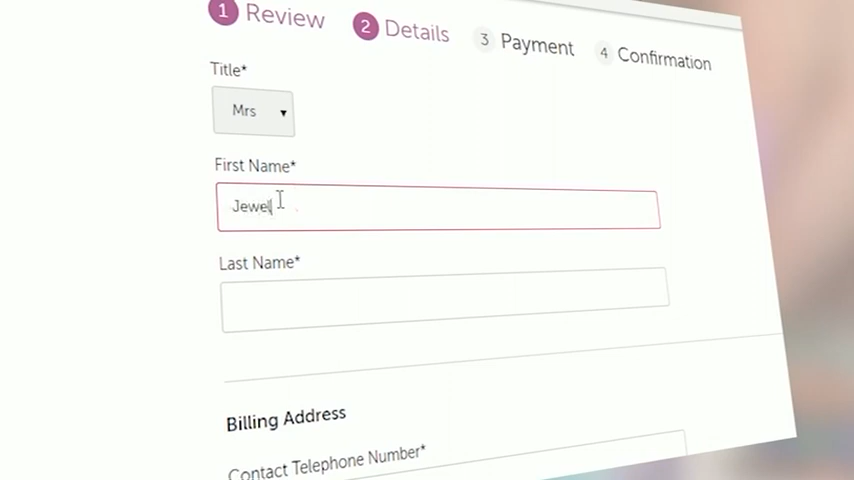 1 Review 2 Details 3 Payment 4 Confirmation
Title*
Mrs
First Name*
Jewel
Last Name*
Billing Address
Contact Telephone Number*